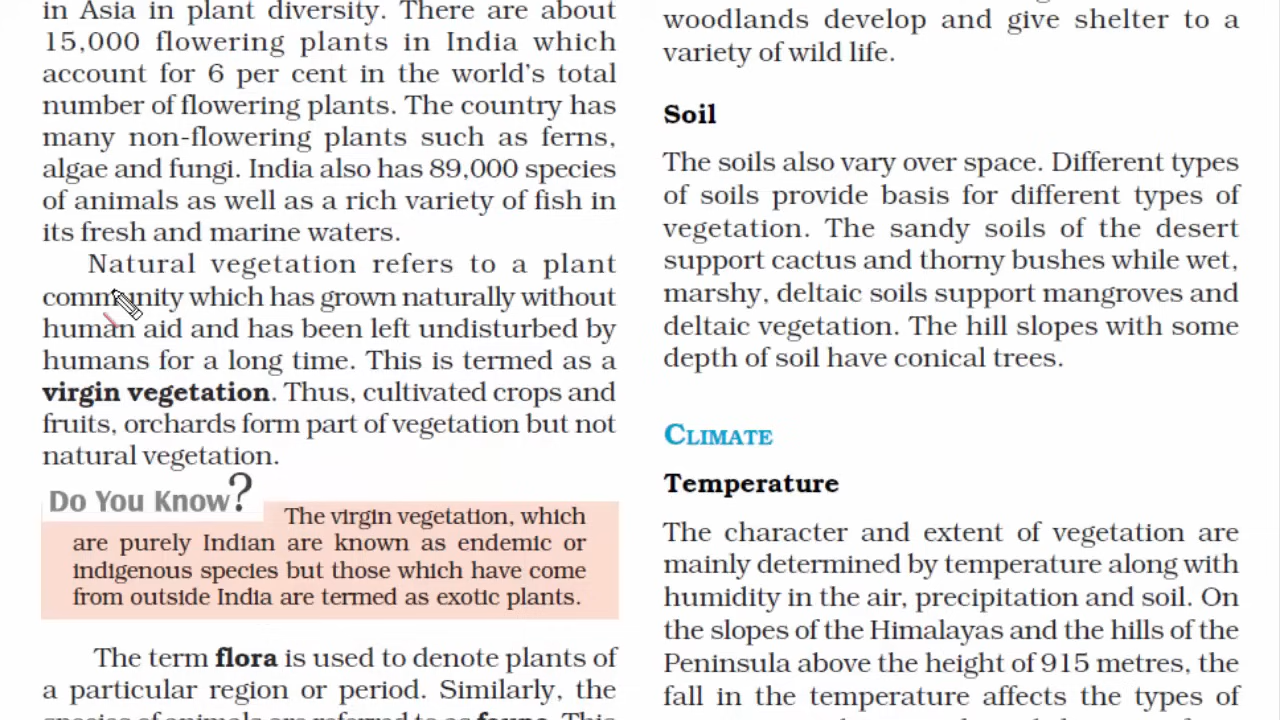 in Asia in plant diversity. There are about
15,000 flowering plants in India which
account for 6 per cent in the world's total
number of flowering plants. The country has
many non-flowering plants such as ferns,
algae and fungi. India also has 89,000 species
of animals as well as a rich variety of fish in
its fresh and marine waters.
Natural vegetation refers to a plant
community which has grown naturally without
human aid and has been left undisturbed by
humans for a long time. This is termed as a
virgin vegetation. Thus, cultivated crops and
fruits, orchards form part of vegetation but not
natural vegetation.
Do You Know?
The virgin vegetation, which
are purely Indian are known as endemic or
indigenous species but those which have come
from outside India are termed as exotic plants.
The term flora is used to denote plants of
a particular region or period. Similarly, the
species of animals are referred to as fauna. This
woodlands develop and give shelter to a
variety of wild life.
Soil
The soils also vary over space. Different types
of soils provide basis for different types of
vegetation. The sandy soils of the desert
support cactus and thorny bushes while wet,
marshy, deltaic soils support mangroves and
deltaic vegetation. The hill slopes with some
depth of soil have conical trees.
CLIMATE
Temperature
The character and extent of vegetation are
mainly determined by temperature along with
humidity in the air, precipitation and soil. On
the slopes of the Himalayas and the hills of the
Peninsula above the height of 915 metres, the
fall in the temperature affects the types of